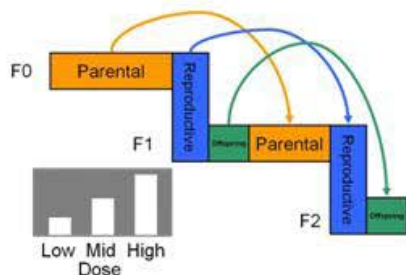 F0
Parental
Reproductive
F1
Offspring
Parental
Reproductive
F2
Offspring
Low Mid High
Dose